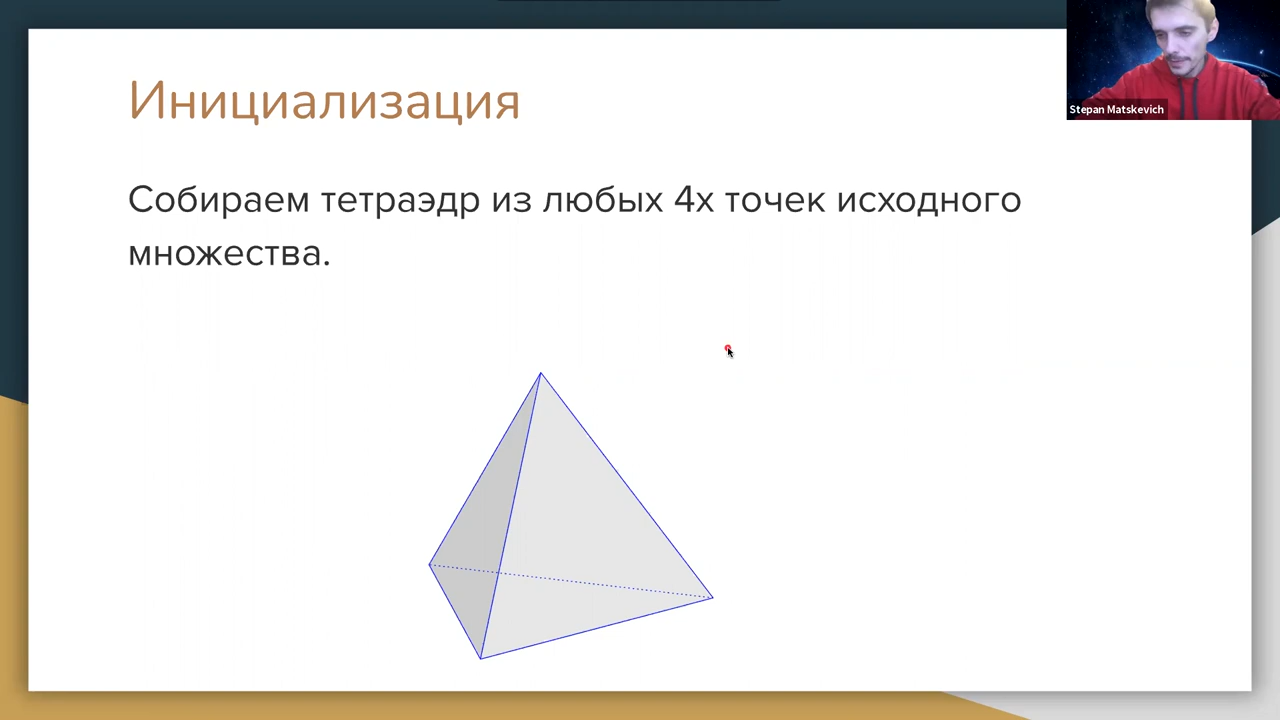 Инициализация
Собираем тетраэдр из любых 4х точек исходного
множества.
Stepan Matskevich